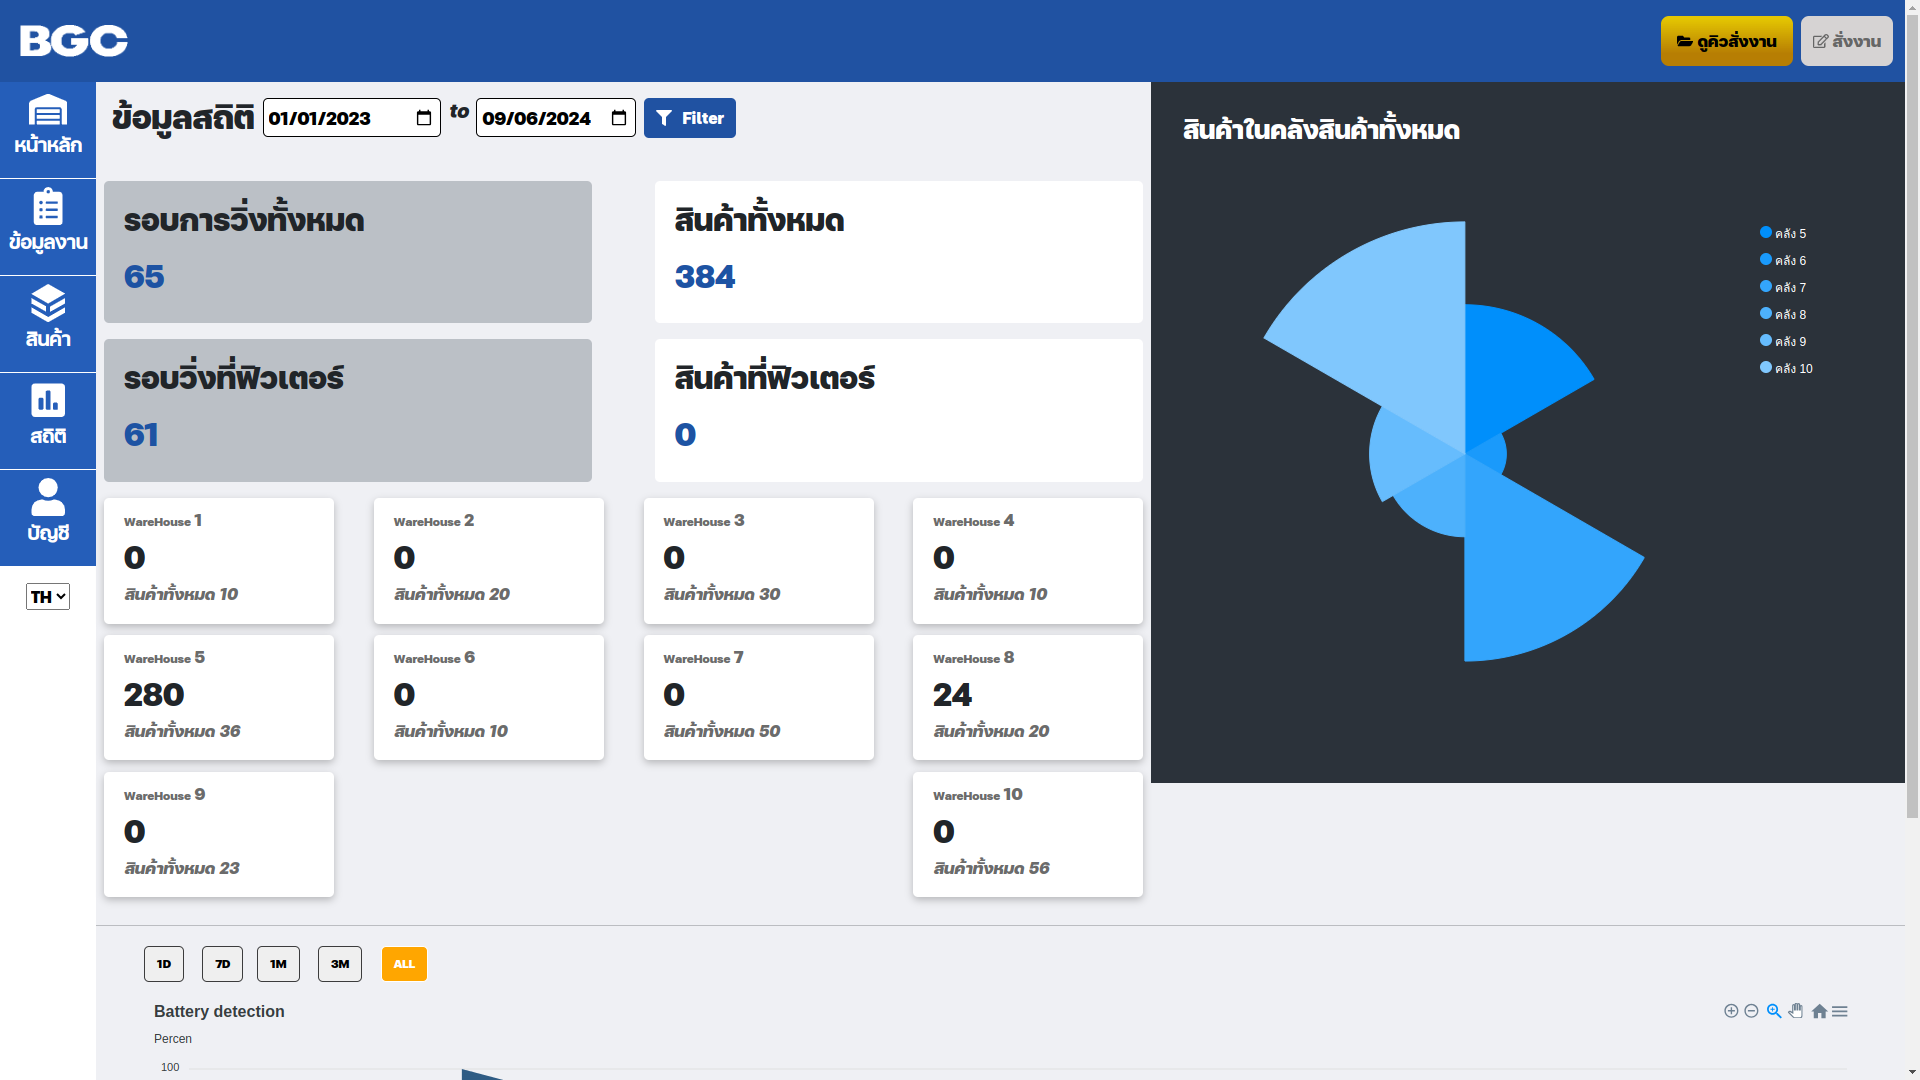 BGC
ดูคิวสั่งงาน
สั่งงาน
หน้าหลัก
ข้อมูลงาน
สินค้า
สถิติ
บัญชี
TH
ข้อมูลสถิติ 01/01/2023 to 09/06/2024 Filter
รอบการวิ่งทั้งหมด
65
สินค้าทั้งหมด
384
รอบวิ่งที่ฟิวเตอร์
61
สินค้าที่ฟิวเตอร์
0
WareHouse 1
0
สินค้าทั้งหมด 10
WareHouse 2
0
สินค้าทั้งหมด 20
WareHouse 3
0
สินค้าทั้งหมด 30
WareHouse 4
0
สินค้าทั้งหมด 10
WareHouse 5
280
สินค้าทั้งหมด 36
WareHouse 6
0
สินค้าทั้งหมด 10
WareHouse 7
0
สินค้าทั้งหมด 50
WareHouse 8
24
สินค้าทั้งหมด 20
WareHouse 9
0
สินค้าทั้งหมด 23
WareHouse 10
0
สินค้าทั้งหมด 56
สินค้าในคลังสินค้าทั้งหมด
คลัง 5
คลัง 6
คลัง 7
คลัง 8
คลัง 9
คลัง 10
1D 7D 1M 3M ALL
Battery detection
Percen
100